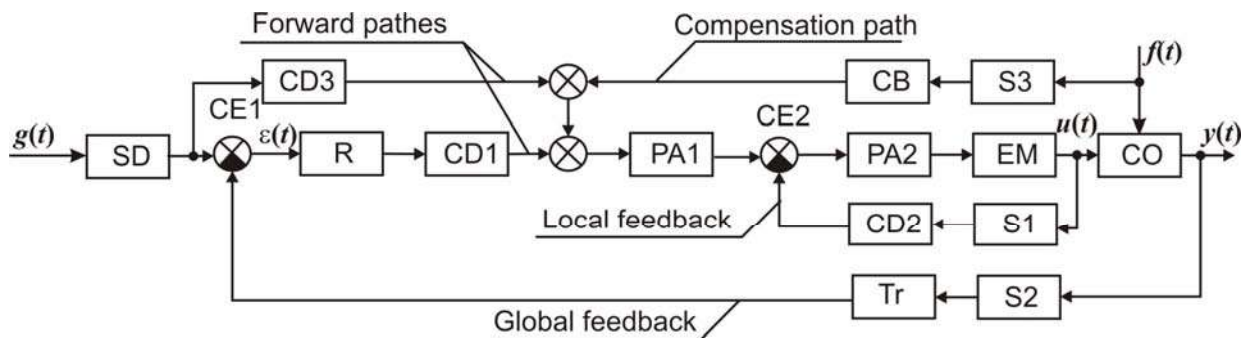 Forward pathes
Compensation path
f(t)
CD3
CB
S3
CE1
CE2
g(t)
ε(t)
u(t)
y(t)
SD
R
CD1
PA1
PA2
EM
CO
Local feedback
CD2
S1
Tr
S2
Global feedback